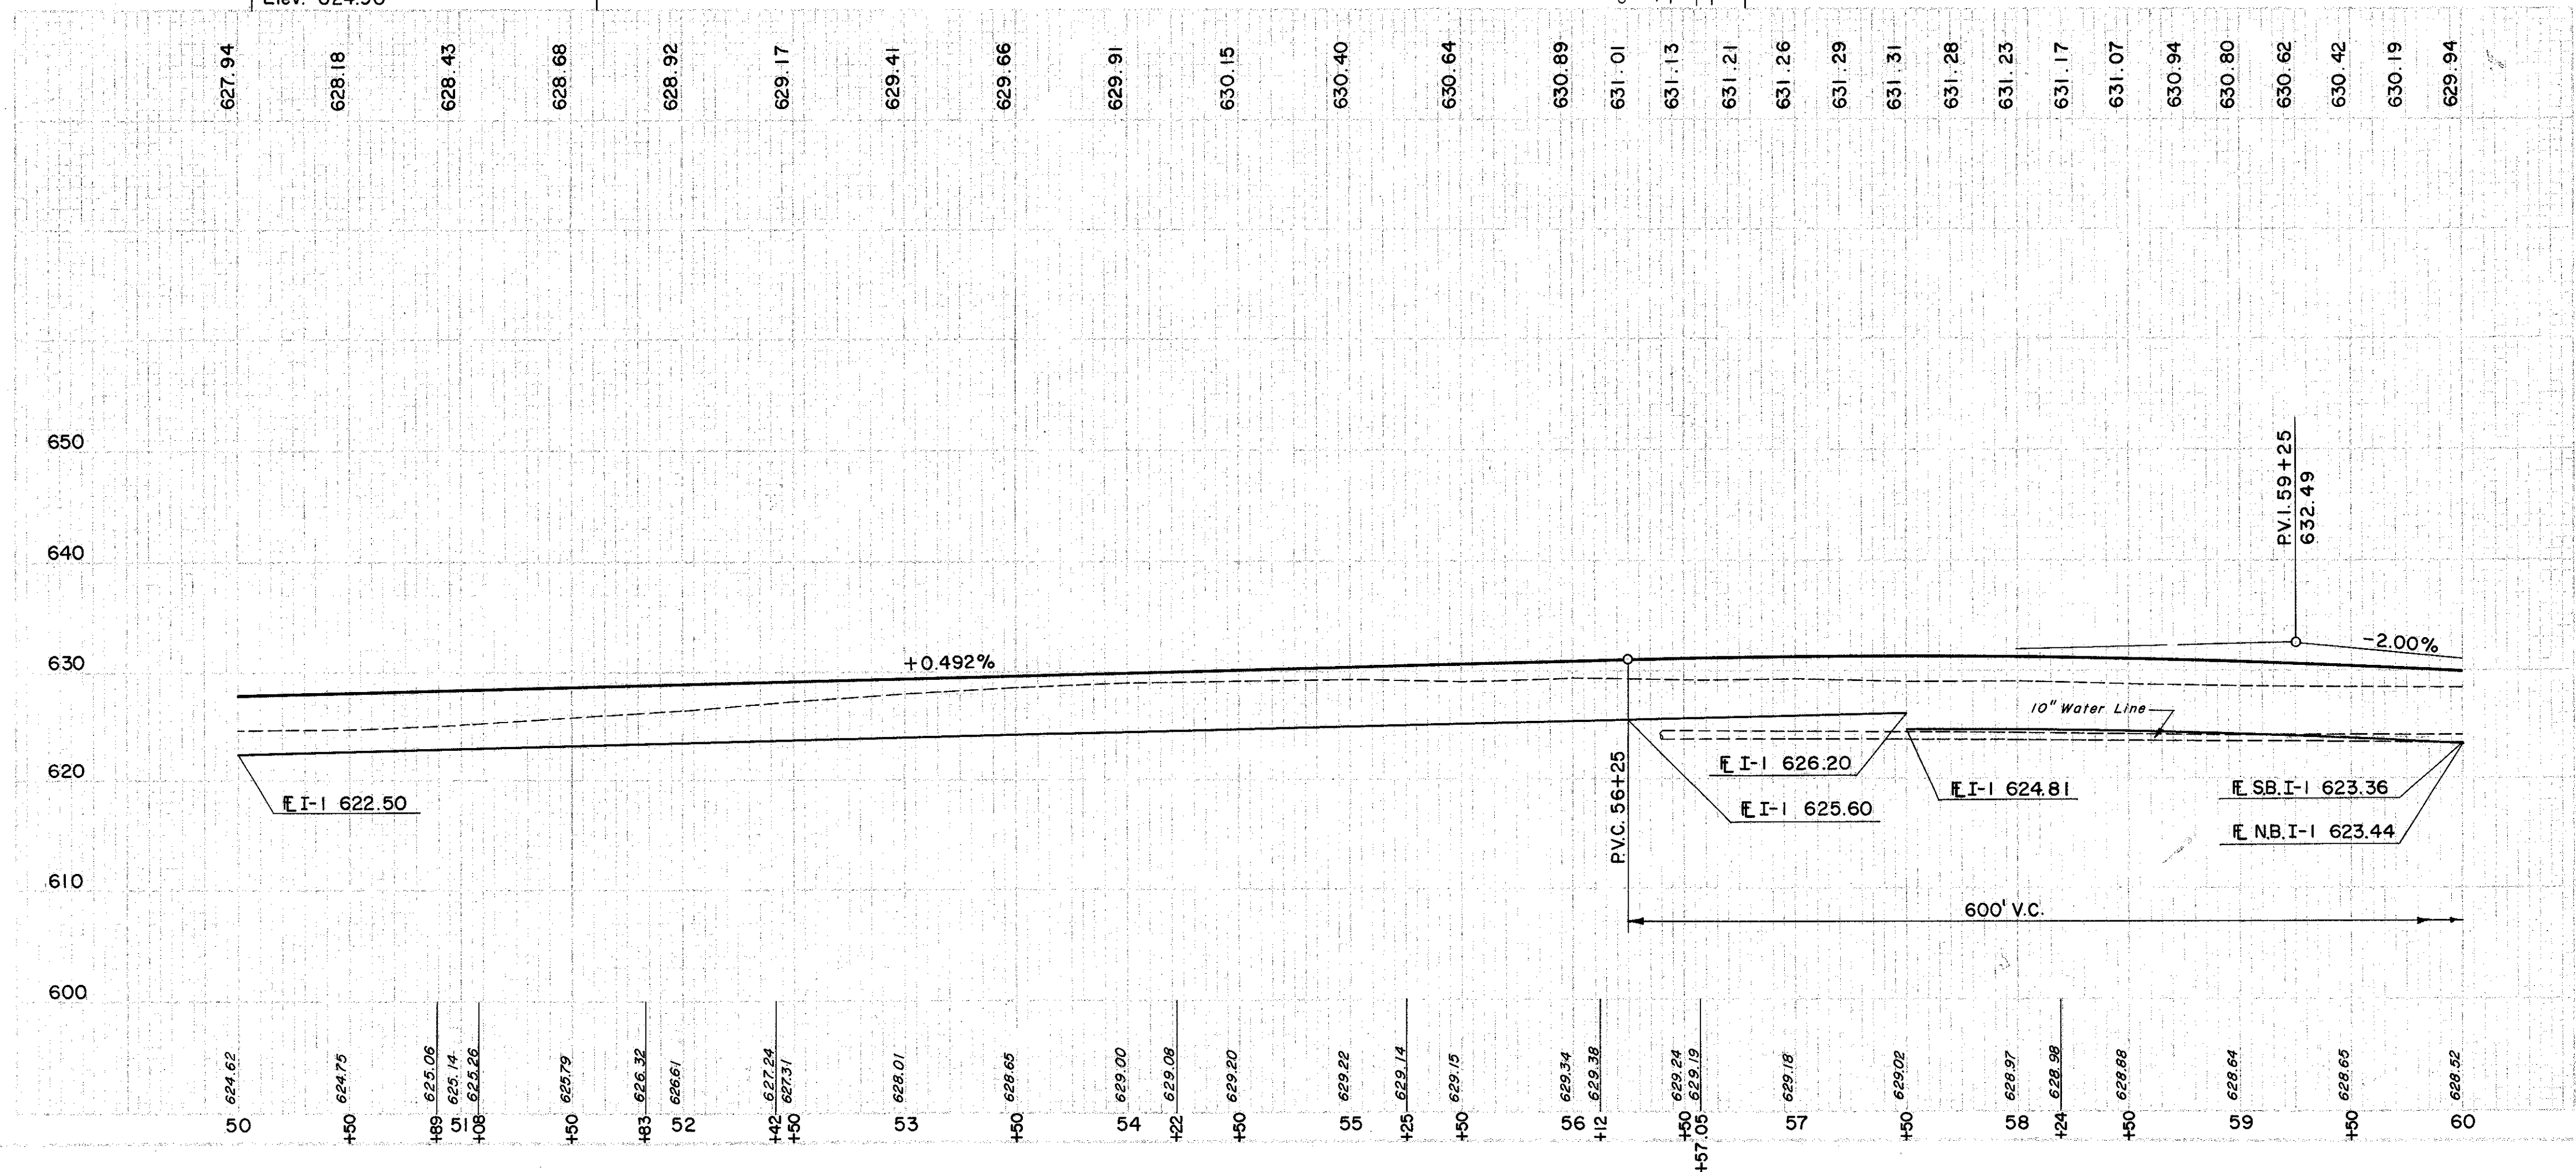 Elev. 624.90
627.94 628.18 628.43 628.68 628.92 629.17 629.41 629.66 629.91 630.15 630.40 630.64 630.89 631.01 631.13 631.21 631.26 631.29 631.31 631.28 631.23 631.17 631.07 630.94 630.80 630.62 630.42 630.19 629.94
650
P.V.I. 59+25
632.49
640
630
+0.492%
-2.00%
10" Water Line
620
P.V.C. 56+25
FL I-1 622.50
FL I-1 626.20
FL I-1 625.60
FL I-1 624.81
FL S.B. I-1 623.36
FL N.B. I-1 623.44
610
600' V.C.
600
624.62 624.75 625.06 625.14 625.26 625.79 626.32 626.61 627.24 627.31 628.01 628.65 629.00 629.08 629.20 629.22 629.14 629.15 629.34 629.38 629.24 629.19 629.18 629.02 628.97 628.98 628.88 628.64 628.65 628.52
50 +50 +89 51 +08 +50 +83 52 +42 +50 53 +50 54 +22 +50 55 +25 +50 56 +12 +50 +57.05 57 +50 58 +24 +50 59 +50 60